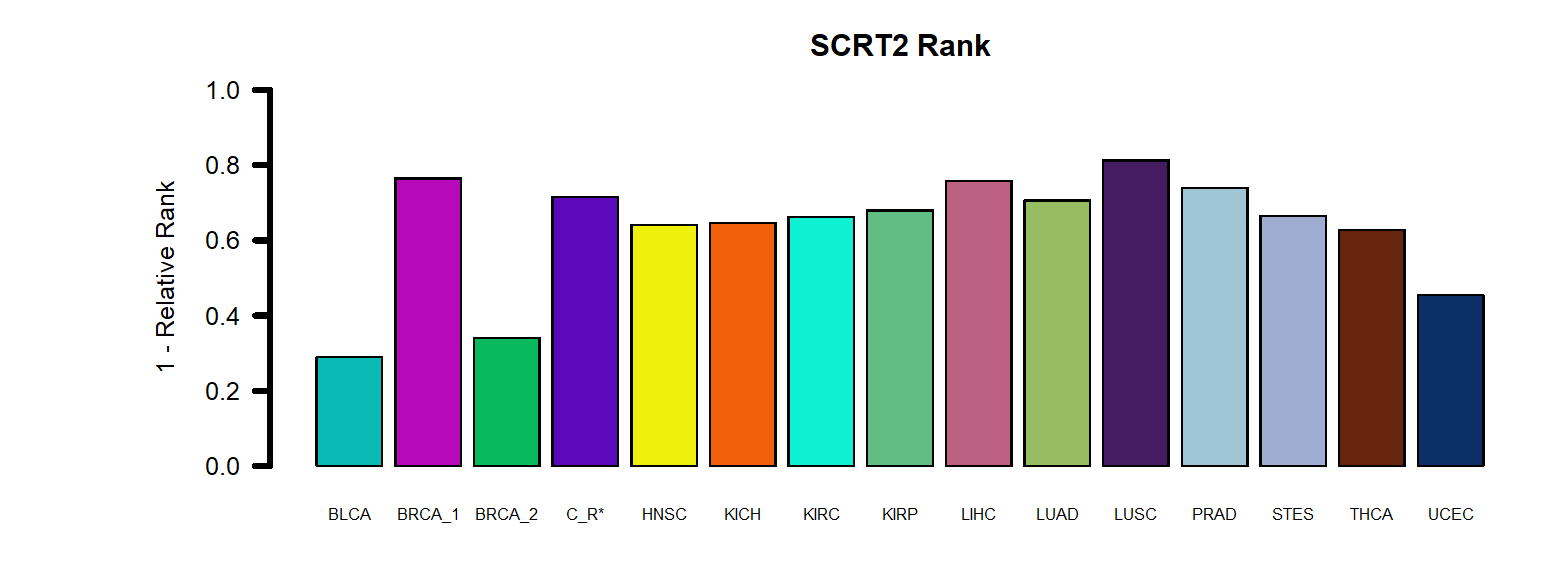 SCRT2 Rank
1 - Relative Rank
1.0
0.8
0.6
0.4
0.2
0.0
BLCA BRCA_1 BRCA_2 C_R* HNSC KICH KIRC KIRP LIHC LUAD LUSC PRAD STES THCA UCEC